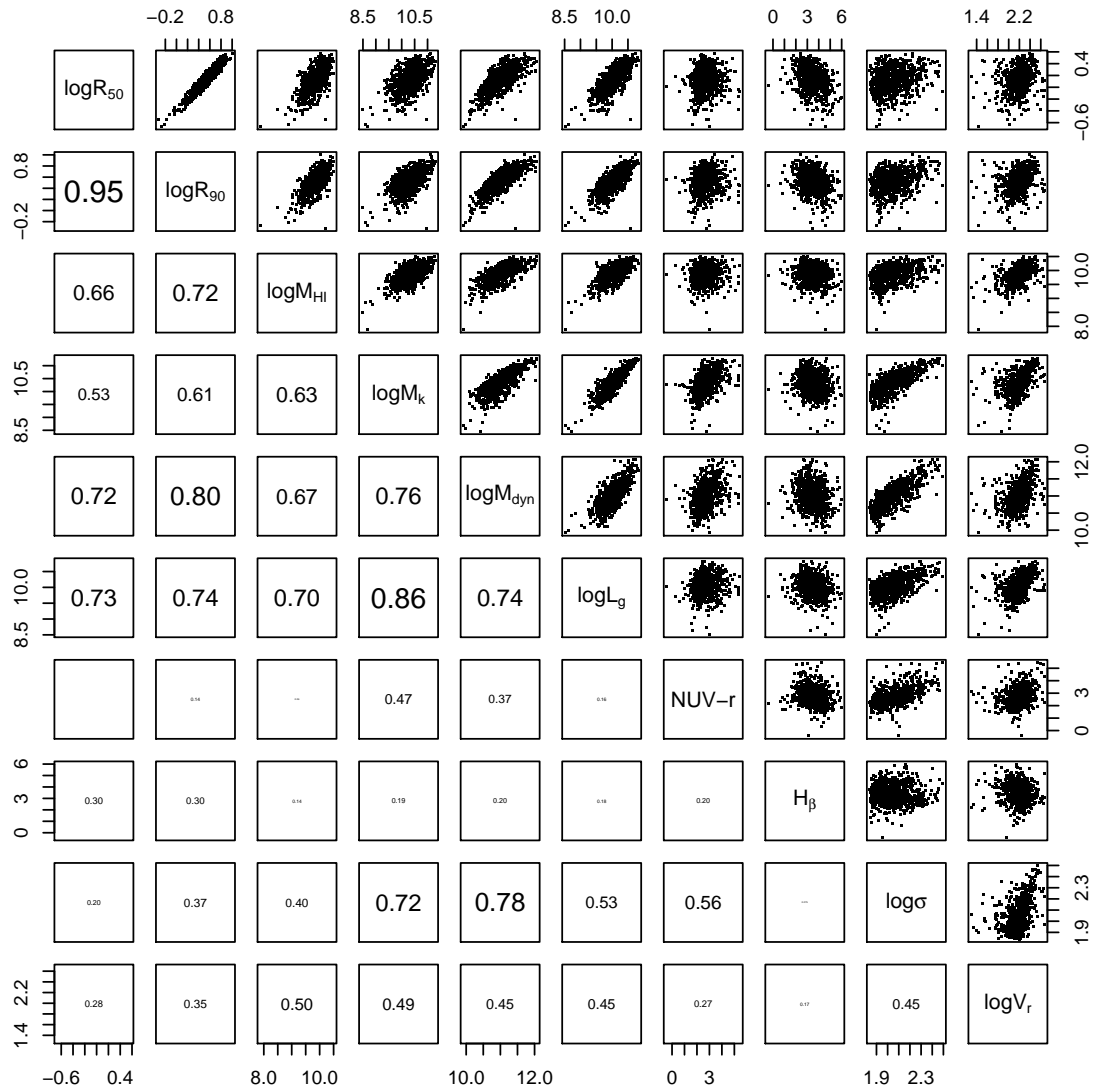 −0.2 0.8 8.5 10.5 8.5 10.0 0 3 6 1.4 2.2
logR50 −0.6 0.4
−0.2 0.8 0.95 logR90
0.66 0.72 logMHI 8.0 10.0
8.5 10.5 0.53 0.61 0.63 logMk
0.72 0.80 0.67 0.76 logMdyn 10.0 12.0
8.5 10.0 0.73 0.74 0.70 0.86 0.74 logLg
0.14 0.47 0.37 0.16 NUV−r 0 3
0 3 6 0.30 0.30 0.14 0.19 0.20 0.18 0.20 Hβ
0.20 0.37 0.40 0.72 0.78 0.53 0.56 logσ 1.9 2.3
1.4 2.2 0.28 0.35 0.50 0.49 0.45 0.45 0.27 0.17 0.45 logVr
−0.6 0.4 8.0 10.0 10.0 12.0 0 3 1.9 2.3